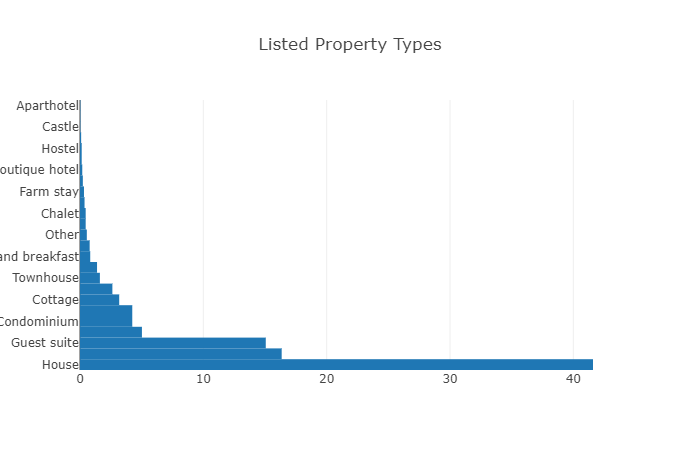 Listed Property Types
Aparthotel
Castle
Hostel
outique hotel
Farm stay
Chalet
Other
and breakfast
Townhouse
Cottage
Condominium
Guest suite
House
0 10 20 30 40